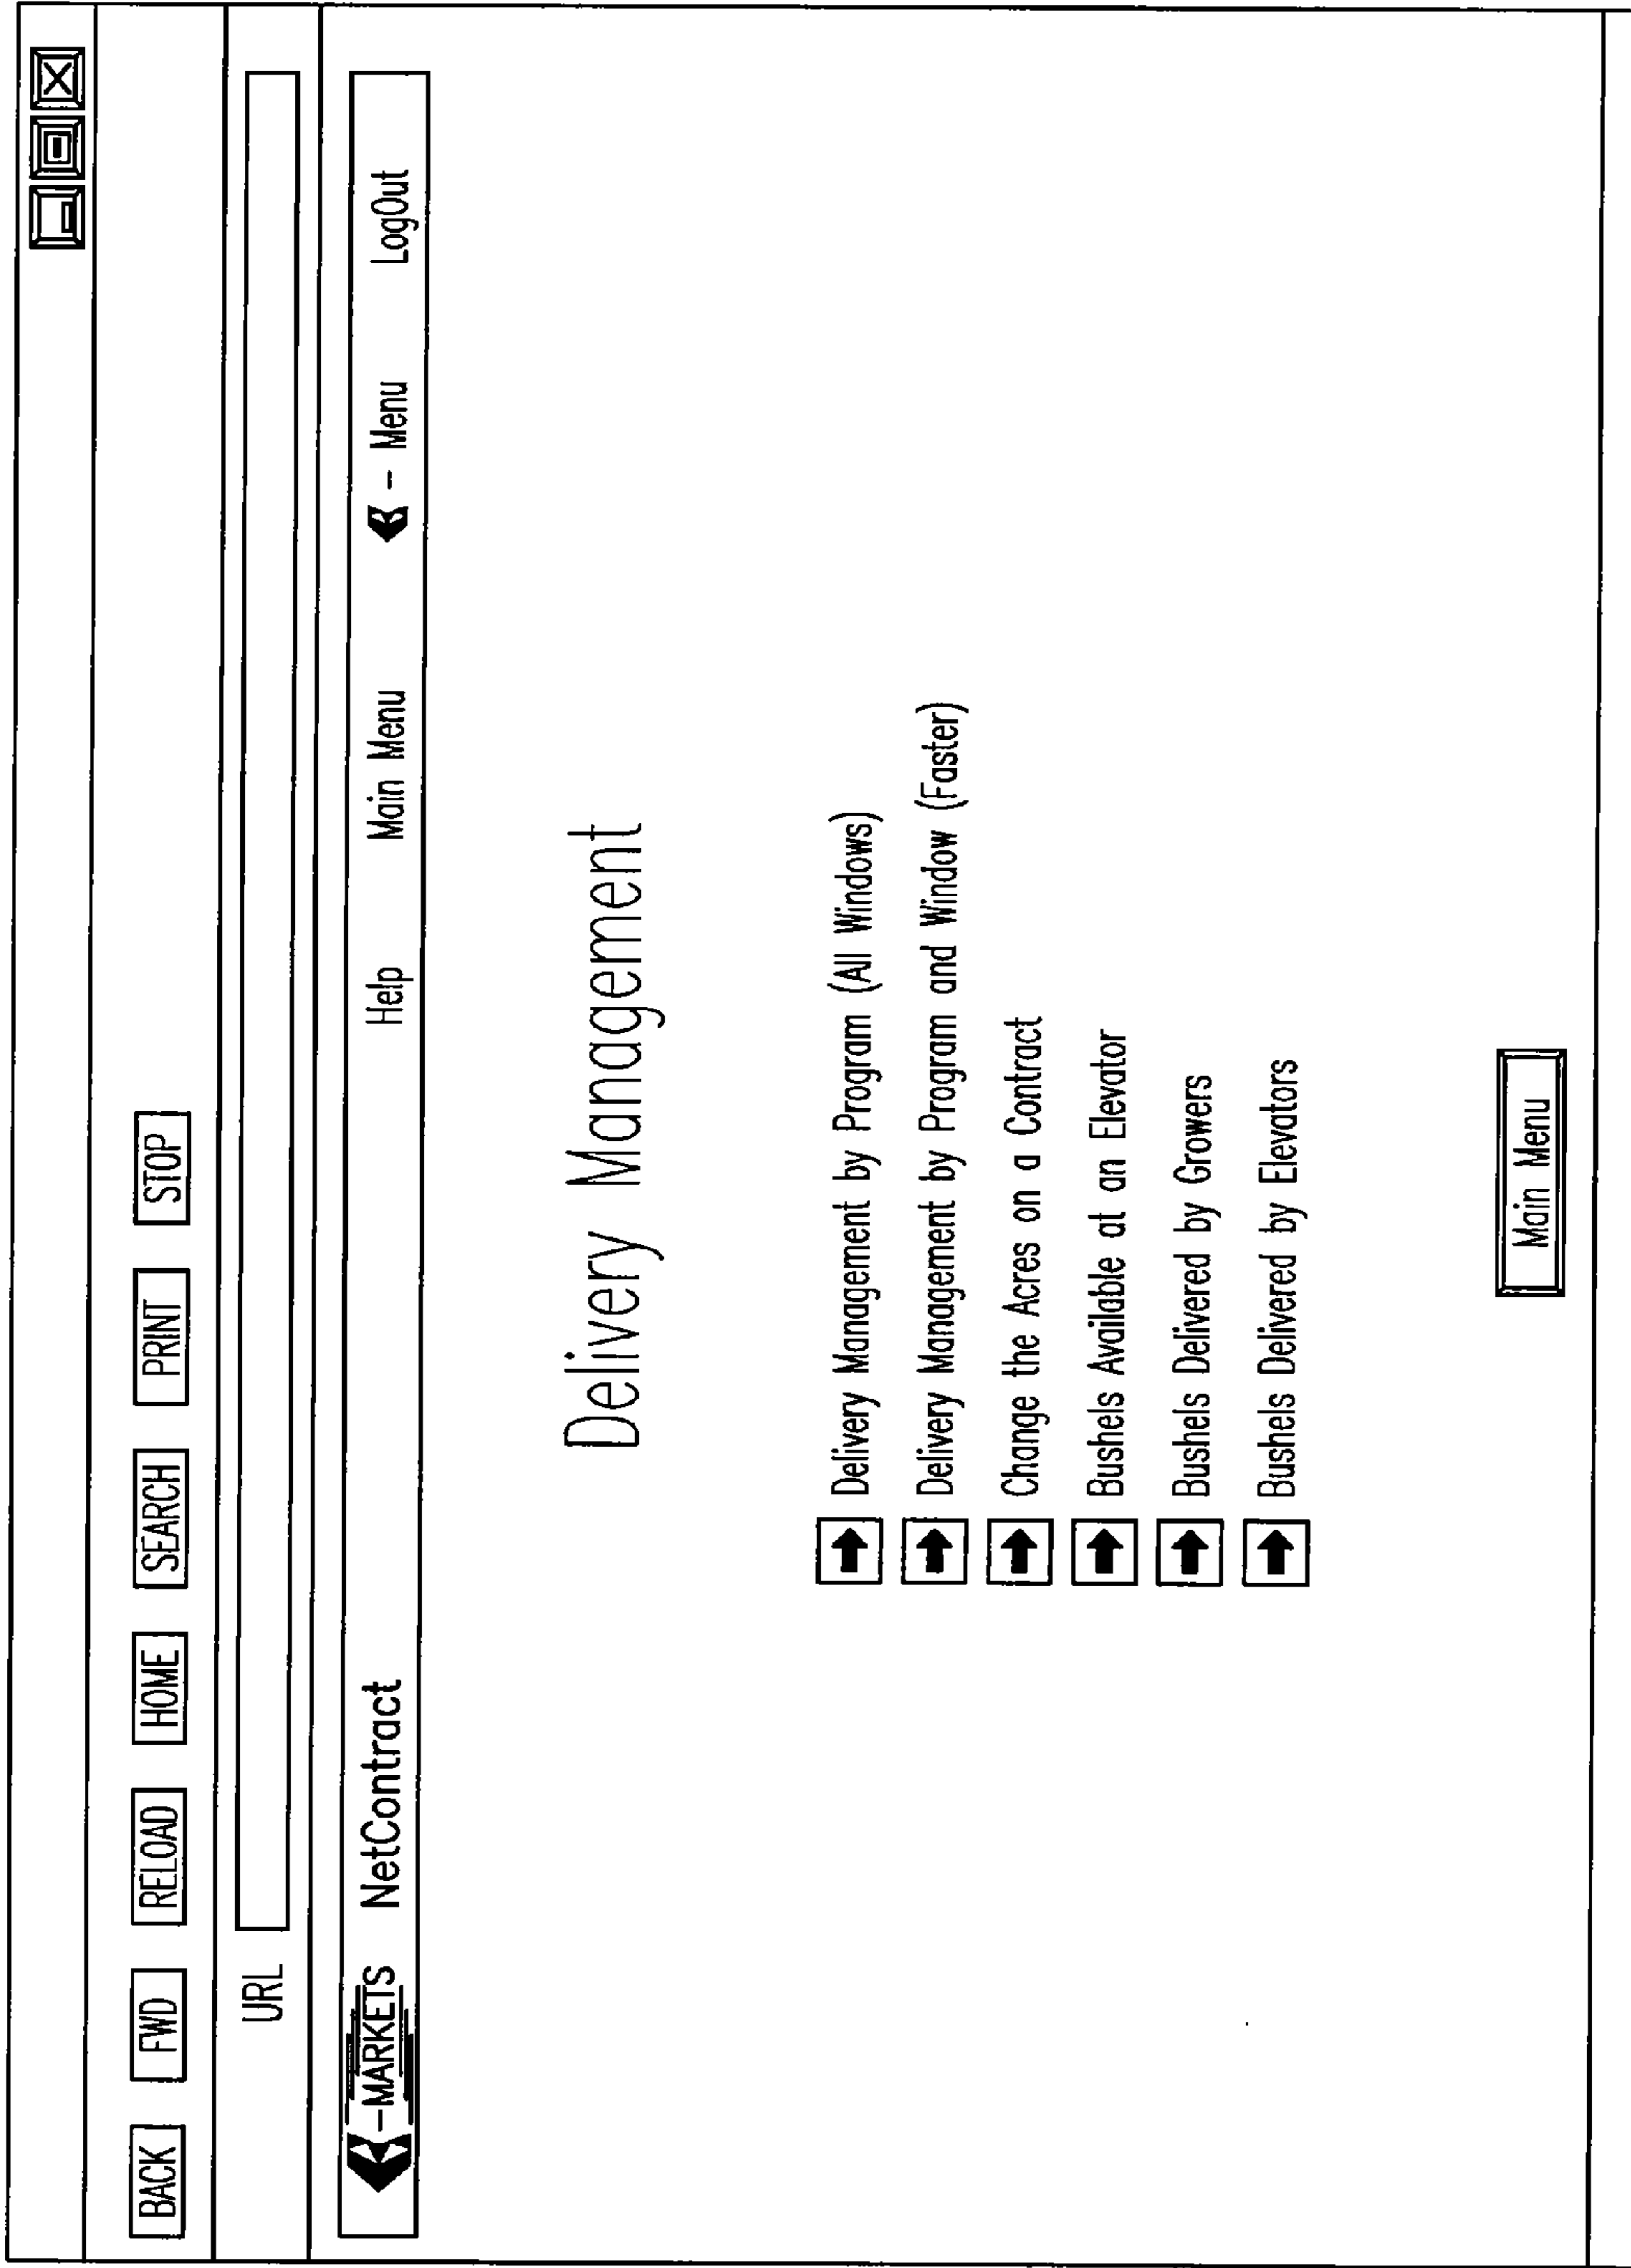 BACK FWD RELOAD HOME SEARCH PRINT STOP
URL
-MARKETS NetContract Help Main Menu - Menu LogOut
Delivery Management
Delivery Management by Program (All Windows)
Delivery Management by Program and Window (Faster)
Change the Acres on a Contract
Bushels Available at an Elevator
Bushels Delivered by Growers
Bushels Delivered by Elevators
Main Menu